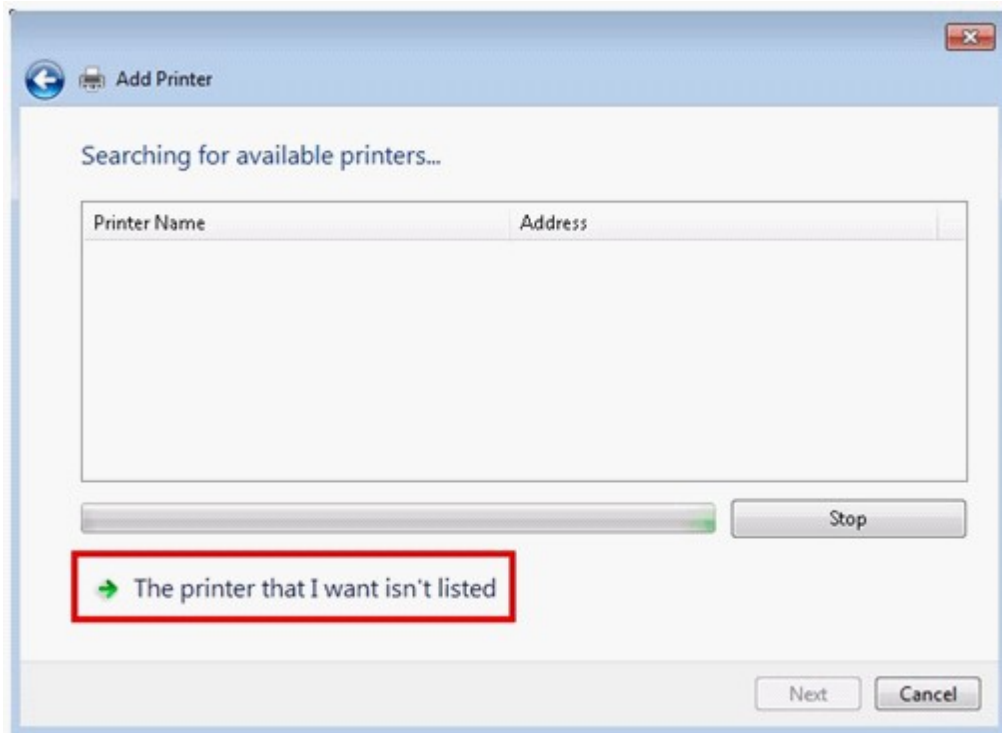 Add Printer
Searching for available printers...
Printer Name Address
Stop
The printer that I want isn't listed
Next Cancel